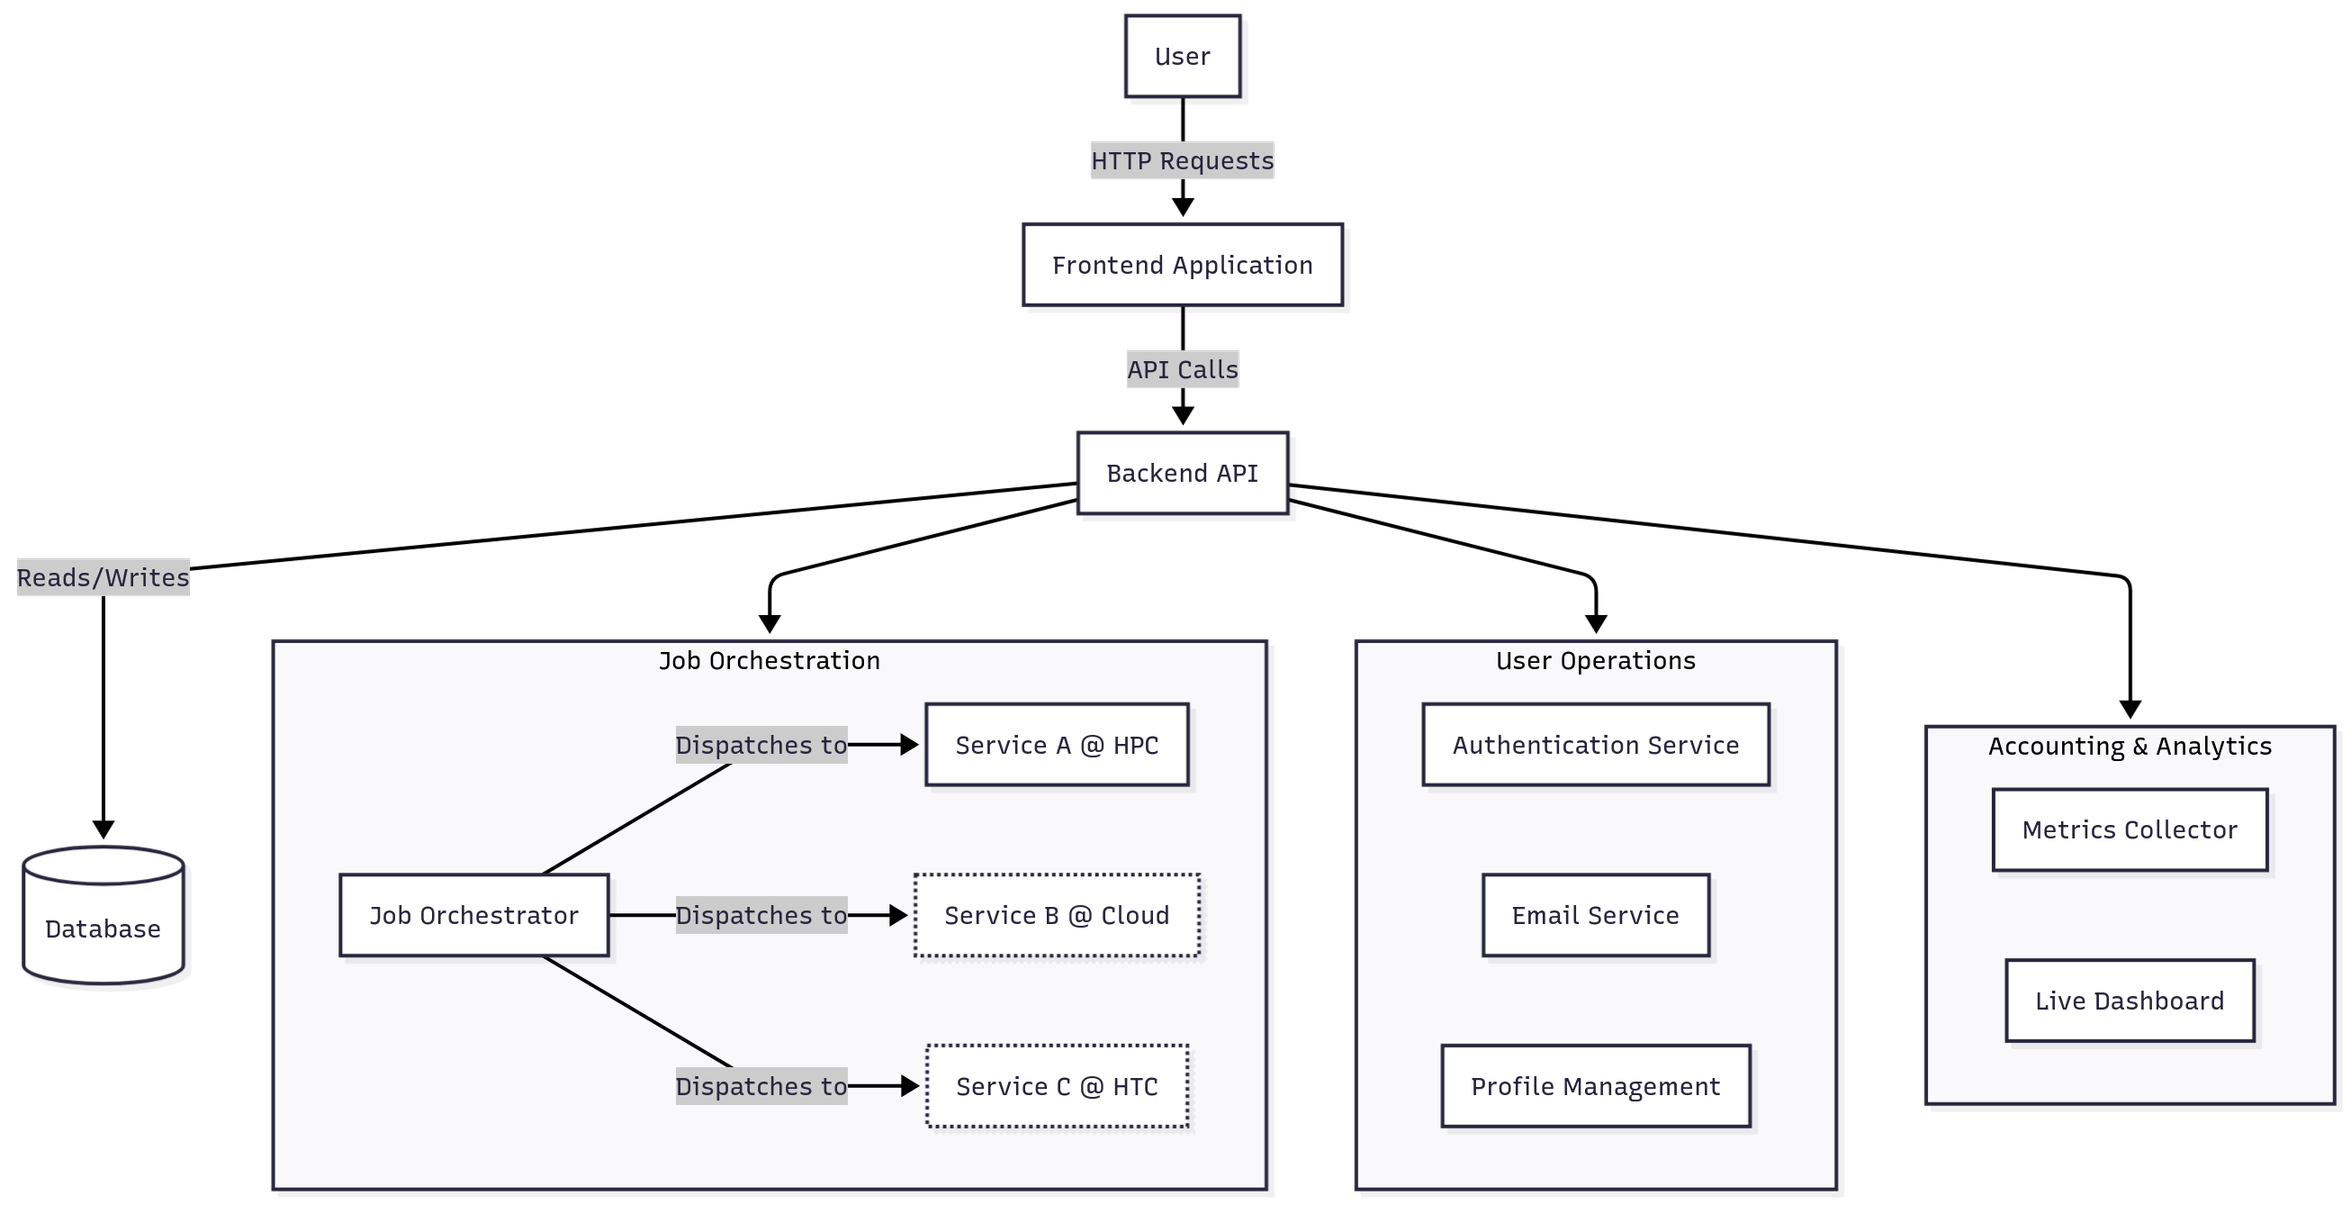 User
HTTP Requests
Frontend Application
API Calls
Backend API
Reads/Writes
Database
Job Orchestration
Job Orchestrator
Dispatches to
Service A @ HPC
Dispatches to
Service B @ Cloud
Dispatches to
Service C @ HTC
User Operations
Authentication Service
Email Service
Profile Management
Accounting & Analytics
Metrics Collector
Live Dashboard